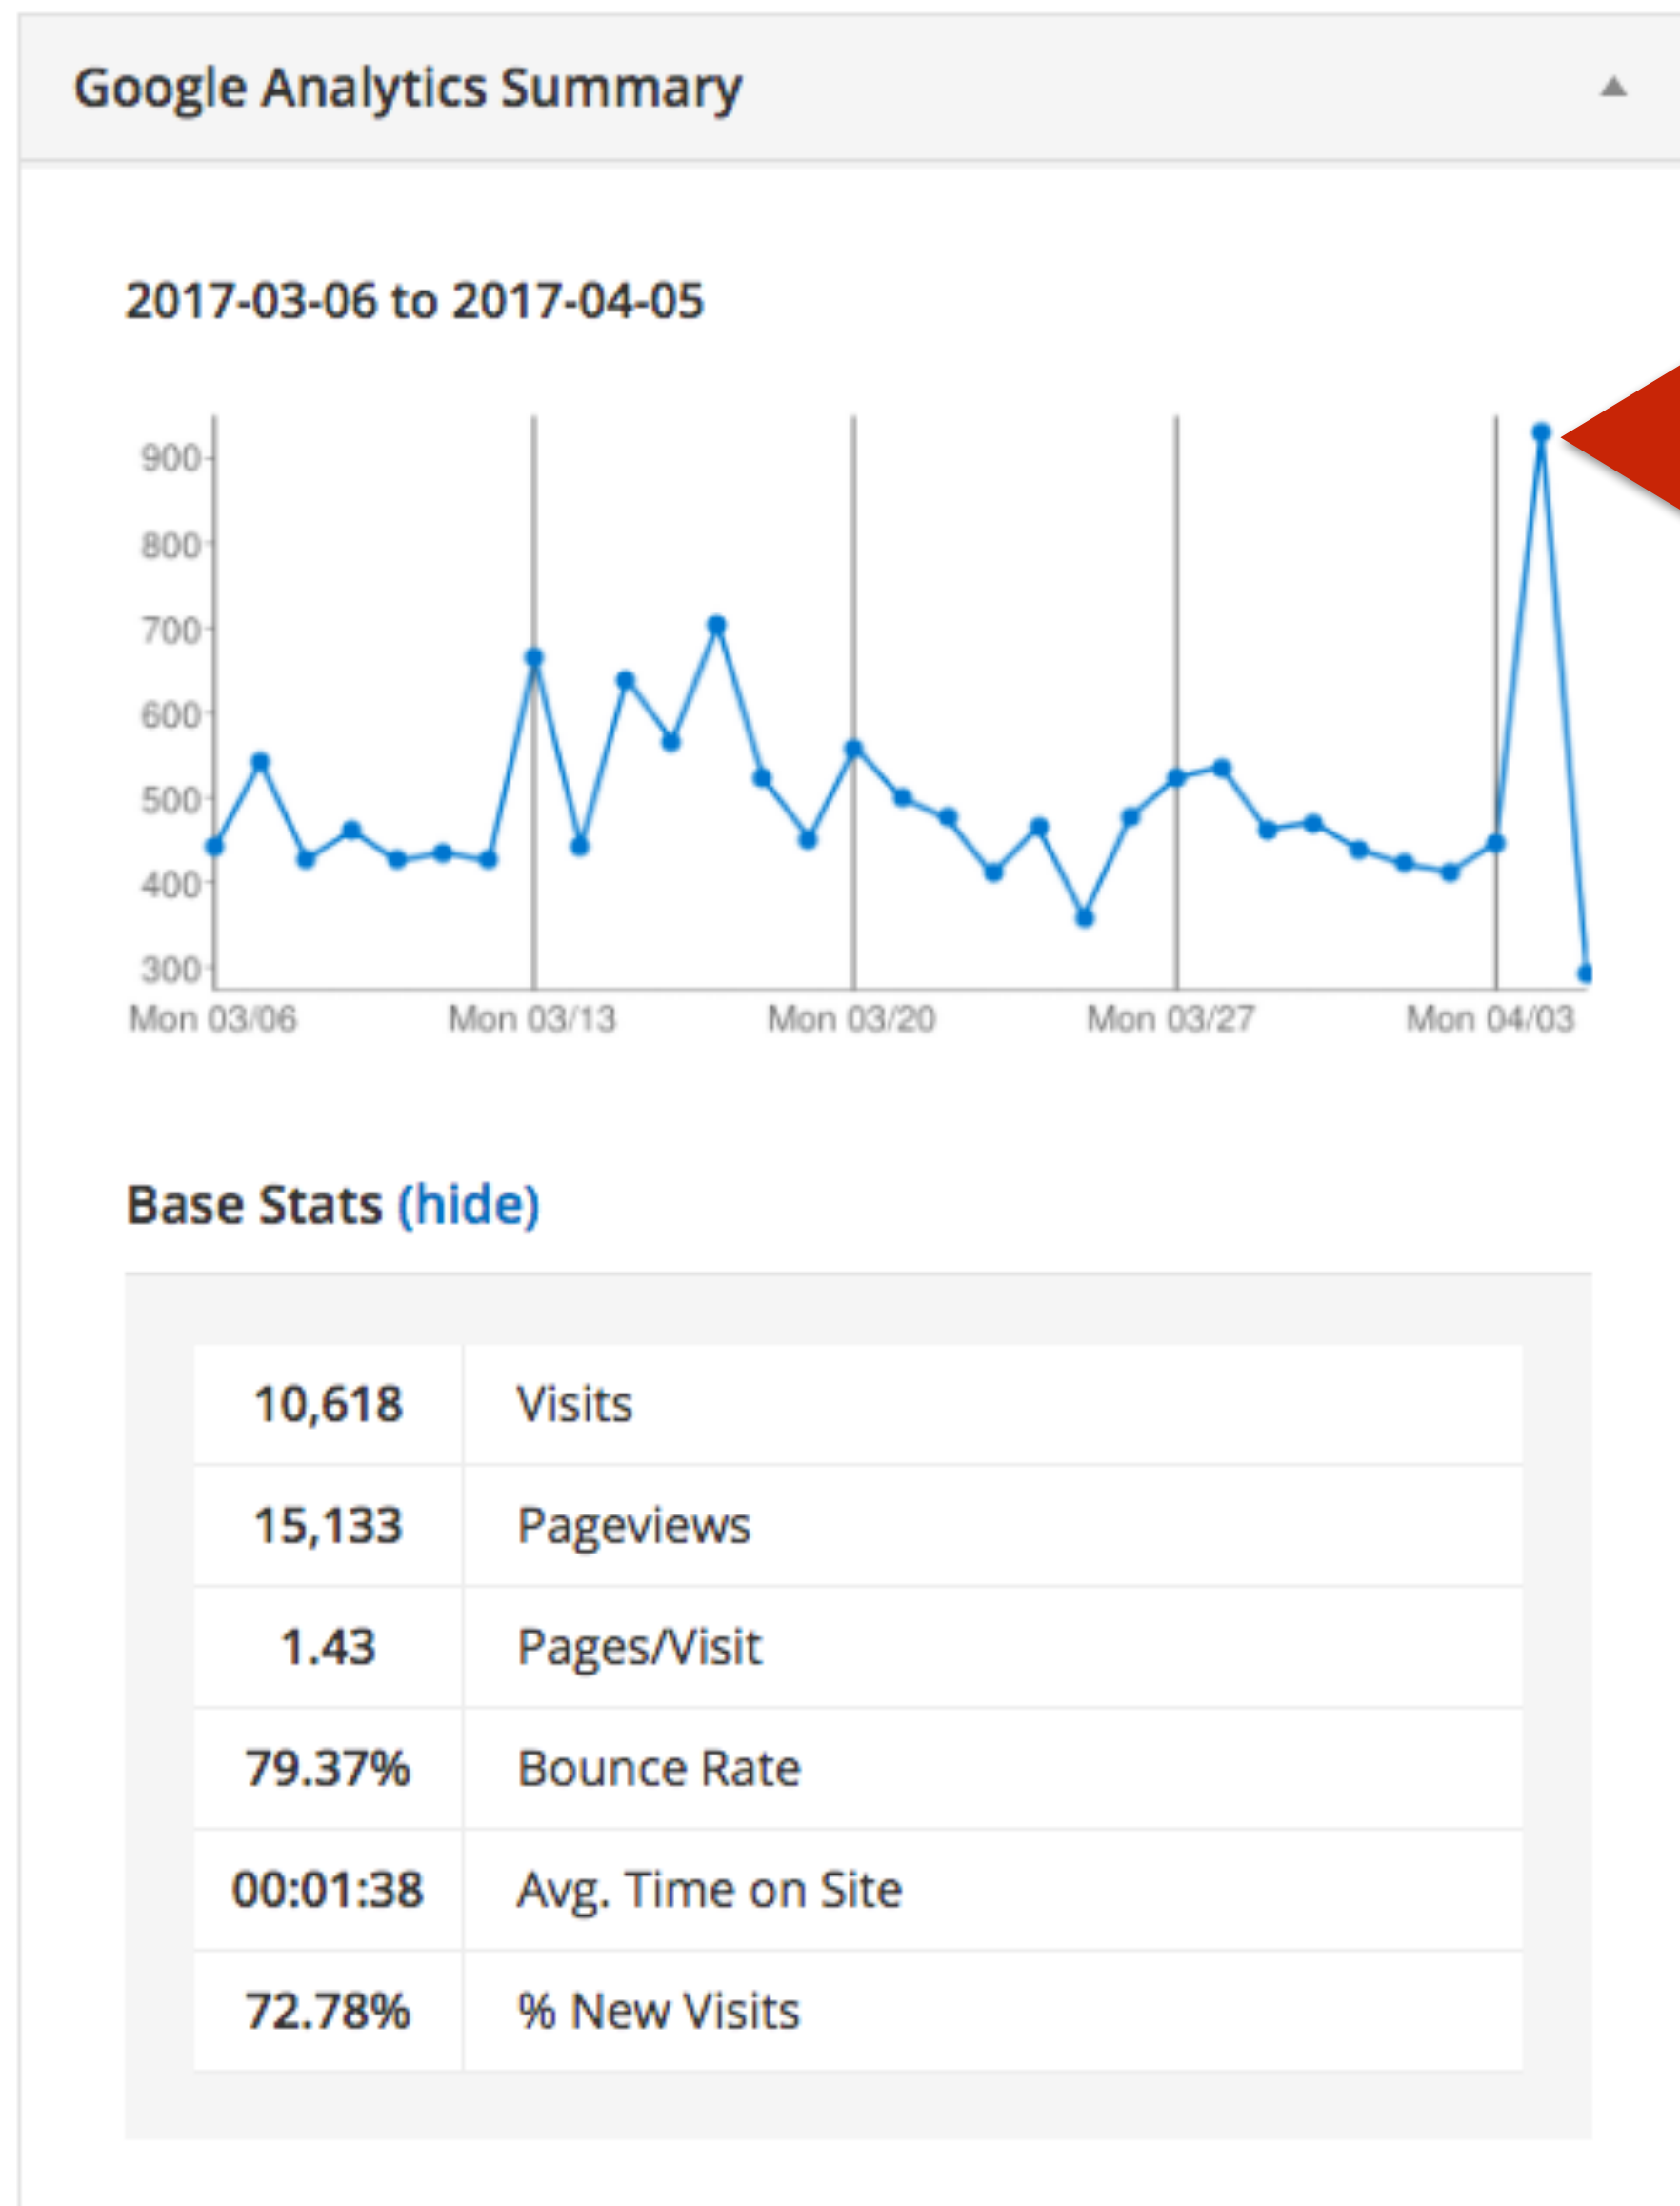 Google Analytics Summary
2017-03-06 to 2017-04-05
900
800
700
600
500
400
300
Mon 03/06 Mon 03/13 Mon 03/20 Mon 03/27 Mon 04/03
Base Stats (hide)
10,618 Visits
15,133 Pageviews
1.43 Pages/Visit
79.37% Bounce Rate
00:01:38 Avg. Time on Site
72.78% % New Visits